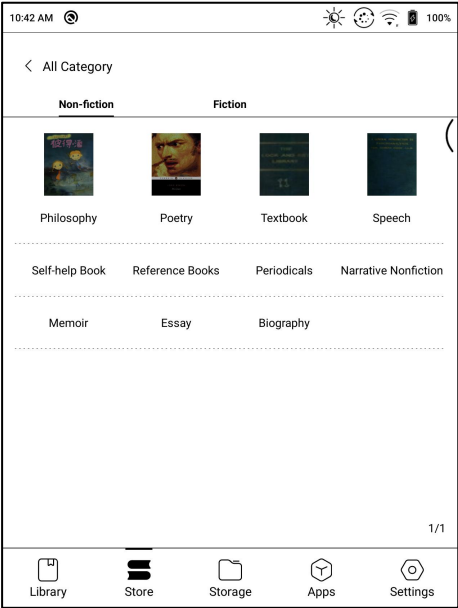 10:42 AM 100%
All Category
Non-fiction Fiction
Philosophy Poetry Textbook Speech
Self-help Book Reference Books Periodicals Narrative Nonfiction
Memoir Essay Biography
1/1
Library Store Storage Apps Settings